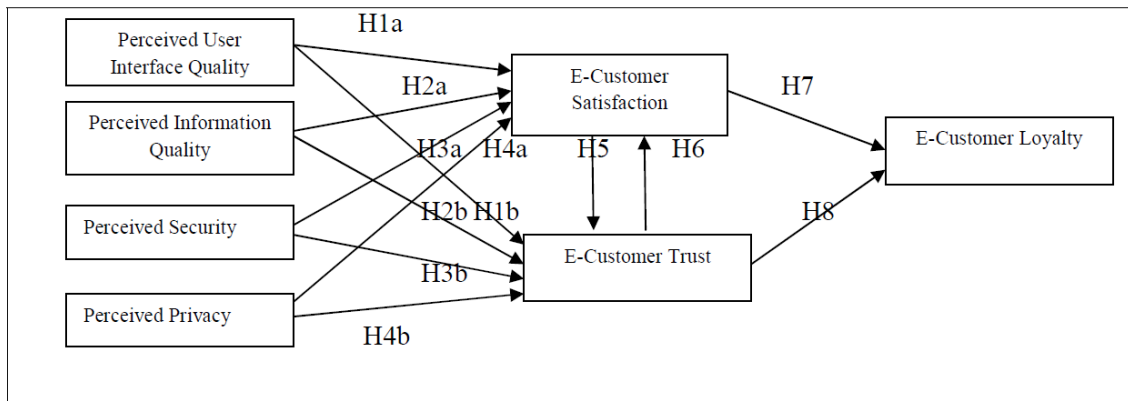 H1a
Perceived User
Interface Quality
E-Customer
Satisfaction
H2a
H7
Perceived Information
Quality
E-Customer Loyalty
H3a
H4a
H5
H6
Perceived Security
H2b
H1b
H8
E-Customer Trust
H3b
Perceived Privacy
H4b